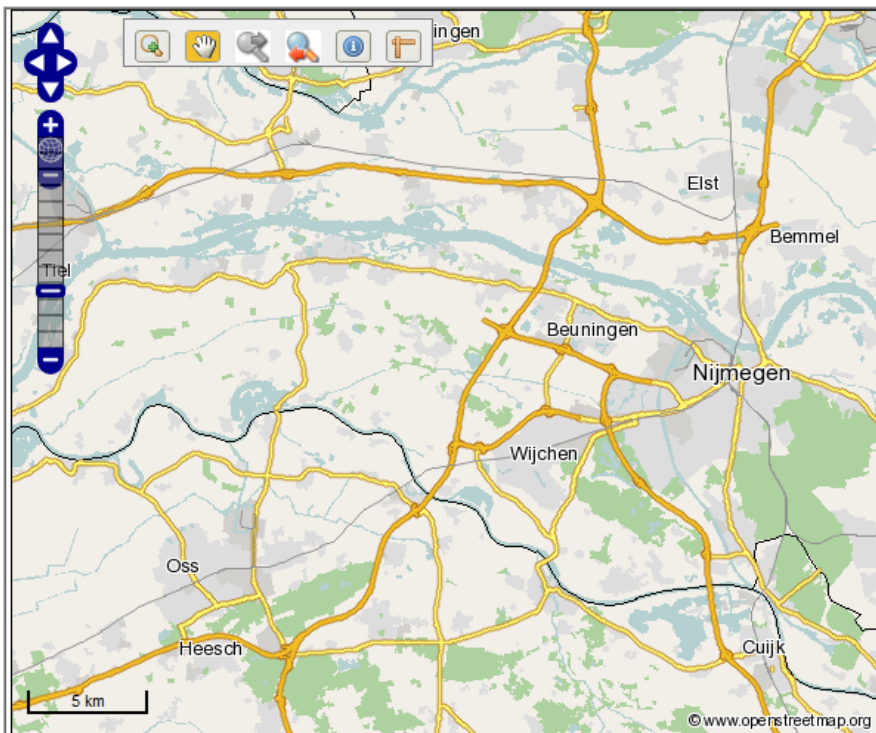 ingen
Elst
Bemmel
Tiel
Beuningen
Nijmegen
Wijchen
Oss
Heesch
Cuijk
5 km
© www.openstreetmap.org